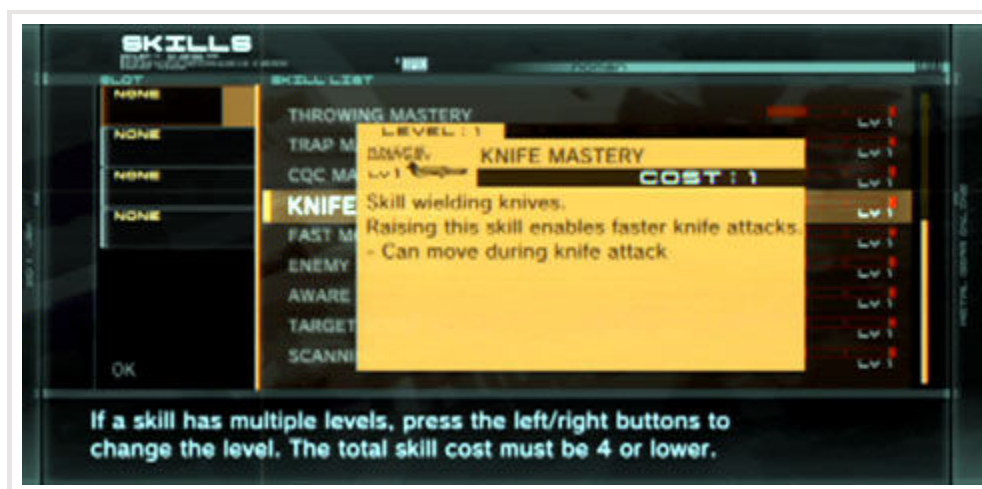 SKILLS
SLOT
SKILL LIST
NONE
NONE
NONE
NONE
OK
THROWING MASTERY Lv 1
TRAP M Lv 1
CQC MA Lv 1
KNIFE Lv 1
FAST M Lv 1
ENEMY Lv 1
AWARE Lv 1
TARGET Lv 1
SCANNI Lv 1
LEVEL : 1
Lv 1
KNIFE MASTERY
COST : 1
Skill wielding knives.
Raising this skill enables faster knife attacks.
- Can move during knife attack
If a skill has multiple levels, press the left/right buttons to
change the level. The total skill cost must be 4 or lower.
METAL GEAR ONLINE